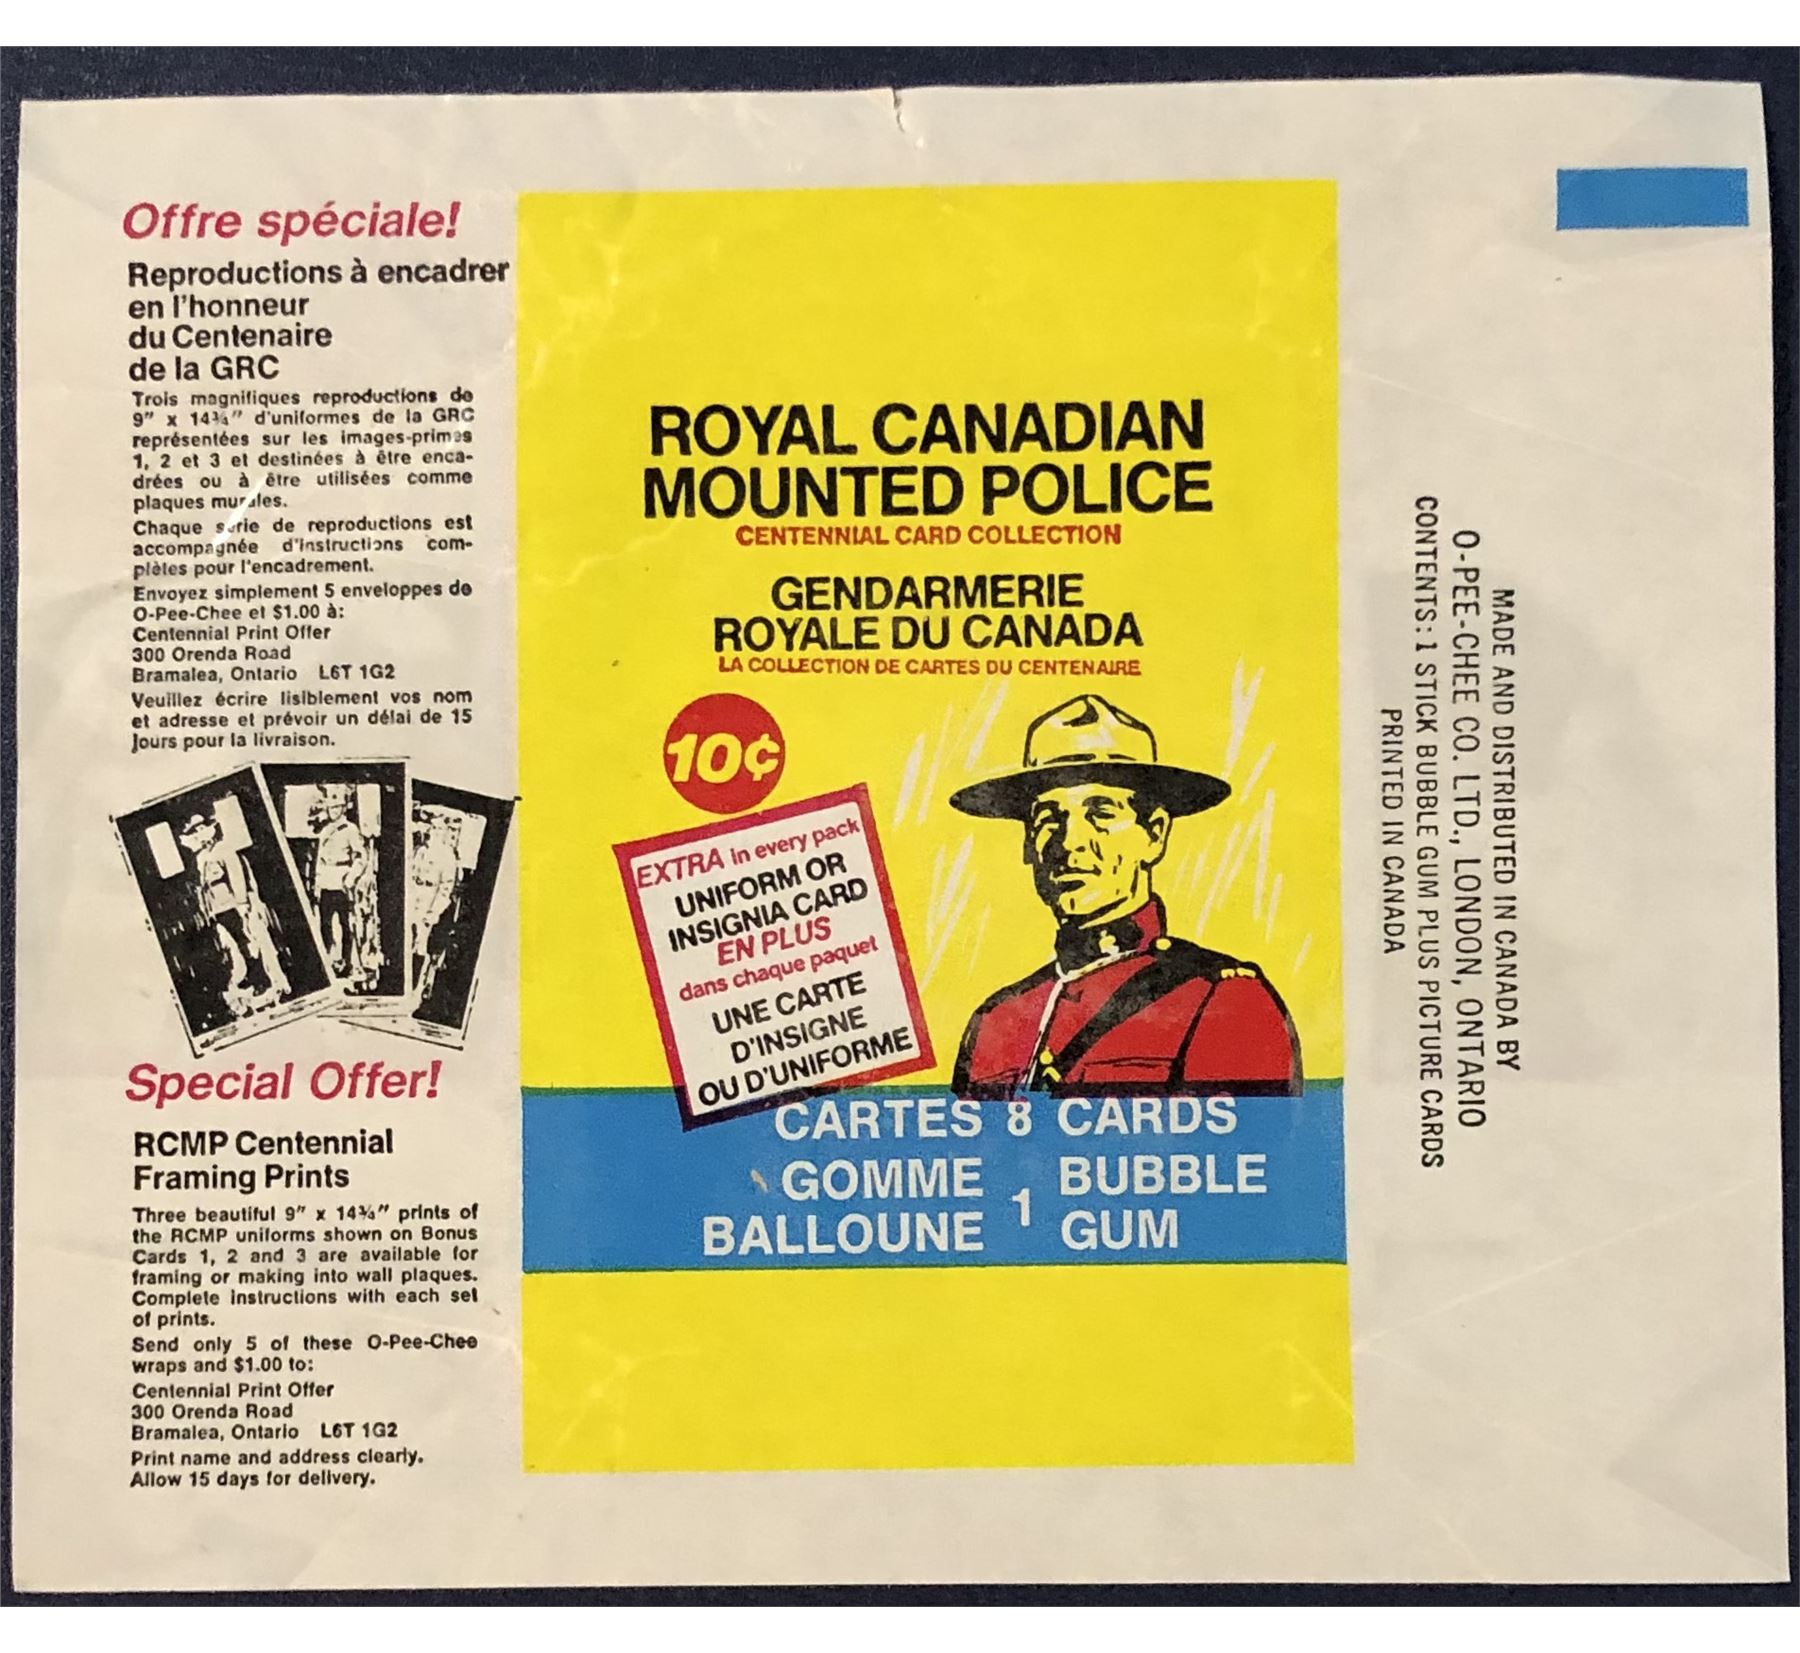 Offre spéciale!
Reproductions à encadrer
en l'honneur
du Centenaire
de la GRC
Trois magnifiques reproductions de
9" x 14¾" d'uniformes de la GRC
représentées sur les images-primes
1, 2 et 3 et destinées à être enca-
drées ou à être utilisées comme
plaques murales.
Chaque série de reproductions est
accompagnée d'instructions com-
plètes pour l'encadrement.
Envoyez simplement 5 enveloppes de
O-Pee-Chee et $1.00 à:
Centennial Print Offer
300 Orenda Road
Bramalea, Ontario L6T 1G2
Veuillez écrire lisiblement vos nom
et adresse et prévoir un délai de 15
jours pour la livraison.
Special Offer!
RCMP Centennial
Framing Prints
Three beautiful 9" x 14¾" prints of
the RCMP uniforms shown on Bonus
Cards 1, 2 and 3 are available for
framing or making into wall plaques.
Complete instructions with each set
of prints.
Send only 5 of these O-Pee-Chee
wraps and $1.00 to:
Centennial Print Offer
300 Orenda Road
Bramalea, Ontario L6T 1G2
Print name and address clearly.
Allow 15 days for delivery.
ROYAL CANADIAN
MOUNTED POLICE
CENTENNIAL CARD COLLECTION
GENDARMERIE
ROYALE DU CANADA
LA COLLECTION DE CARTES DU CENTENAIRE
10¢
EXTRA in every pack
UNIFORM OR
INSIGNIA CARD
EN PLUS
dans chaque paquet
UNE CARTE
D'INSIGNE
OU D'UNIFORME
CARTES 8 CARDS
GOMME BALLOUNE 1 BUBBLE GUM
MADE AND DISTRIBUTED IN CANADA BY
O-PEE-CHEE CO. LTD., LONDON, ONTARIO
CONTENTS: 1 STICK BUBBLE GUM PLUS PICTURE CARDS
PRINTED IN CANADA